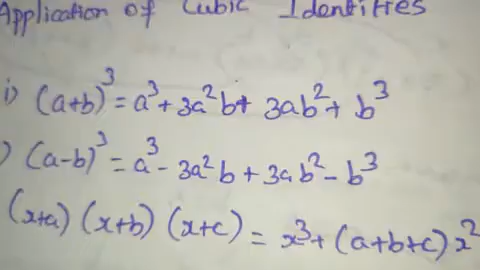 Application of Cubic Identities
i) (a+b)³ = a³ + 3a²b + 3ab² + b³
) (a-b)³ = a³ - 3a²b + 3ab² - b³
(x+a) (x+b) (x+c) = x³ + (a+b+c) x²